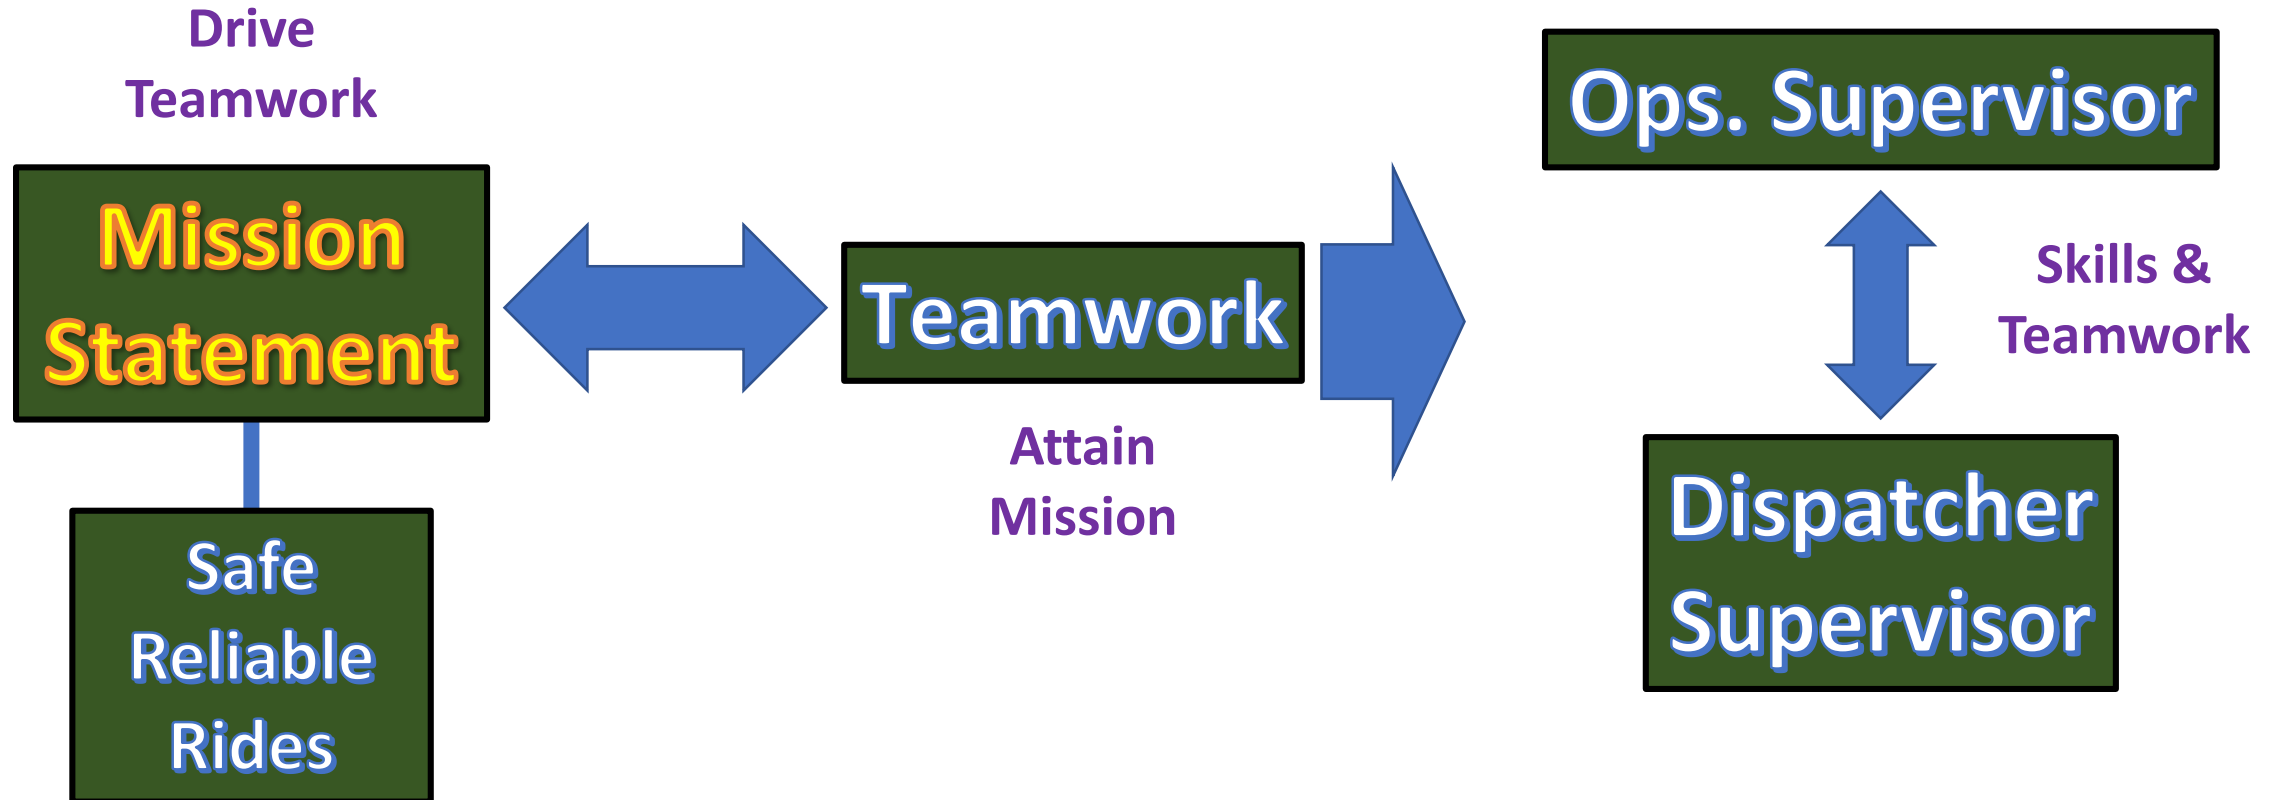 Drive
Teamwork
Mission
Statement
Safe
Reliable
Rides
Teamwork
Attain
Mission
Ops. Supervisor
Skills &
Teamwork
Dispatcher
Supervisor